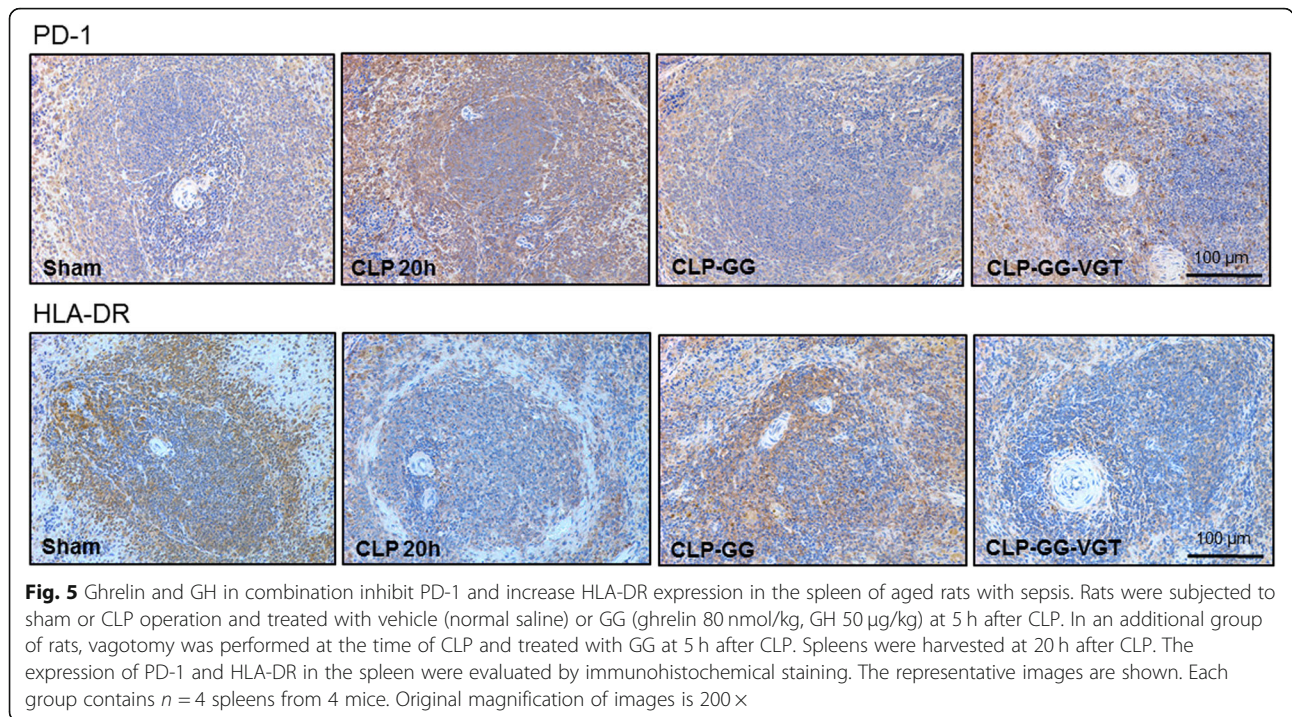 PD-1
Sham
CLP 20h
CLP-GG
CLP-GG-VGT
100 µm
HLA-DR
Sham
CLP 20h
CLP-GG
CLP-GG-VGT
100 µm
Fig. 5 Ghrelin and GH in combination inhibit PD-1 and increase HLA-DR expression in the spleen of aged rats with sepsis. Rats were subjected to
sham or CLP operation and treated with vehicle (normal saline) or GG (ghrelin 80 nmol/kg, GH 50 µg/kg) at 5 h after CLP. In an additional group
of rats, vagotomy was performed at the time of CLP and treated with GG at 5 h after CLP. Spleens were harvested at 20 h after CLP. The
expression of PD-1 and HLA-DR in the spleen were evaluated by immunohistochemical staining. The representative images are shown. Each
group contains n = 4 spleens from 4 mice. Original magnification of images is 200 ×